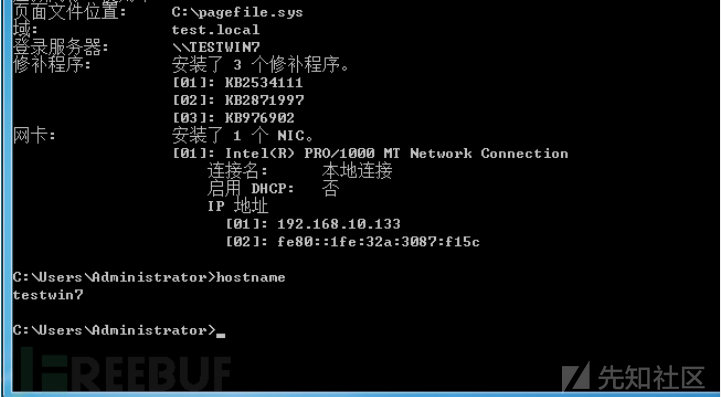 页面文件位置: C:\pagefile.sys
域: test.local
登录服务器: \\TESTWIN7
修补程序: 安装了 3 个修补程序。
[01]: KB2534111
[02]: KB2871997
[03]: KB976902
网卡: 安装了 1 个 NIC。
[01]: Intel(R) PRO/1000 MT Network Connection
连接名: 本地连接
启用 DHCP: 否
IP 地址
[01]: 192.168.10.133
[02]: fe80::1fe:32a:3087:f15c
C:\Users\Administrator>hostname
testwin7
C:\Users\Administrator>_
FREEBUF
先知社区